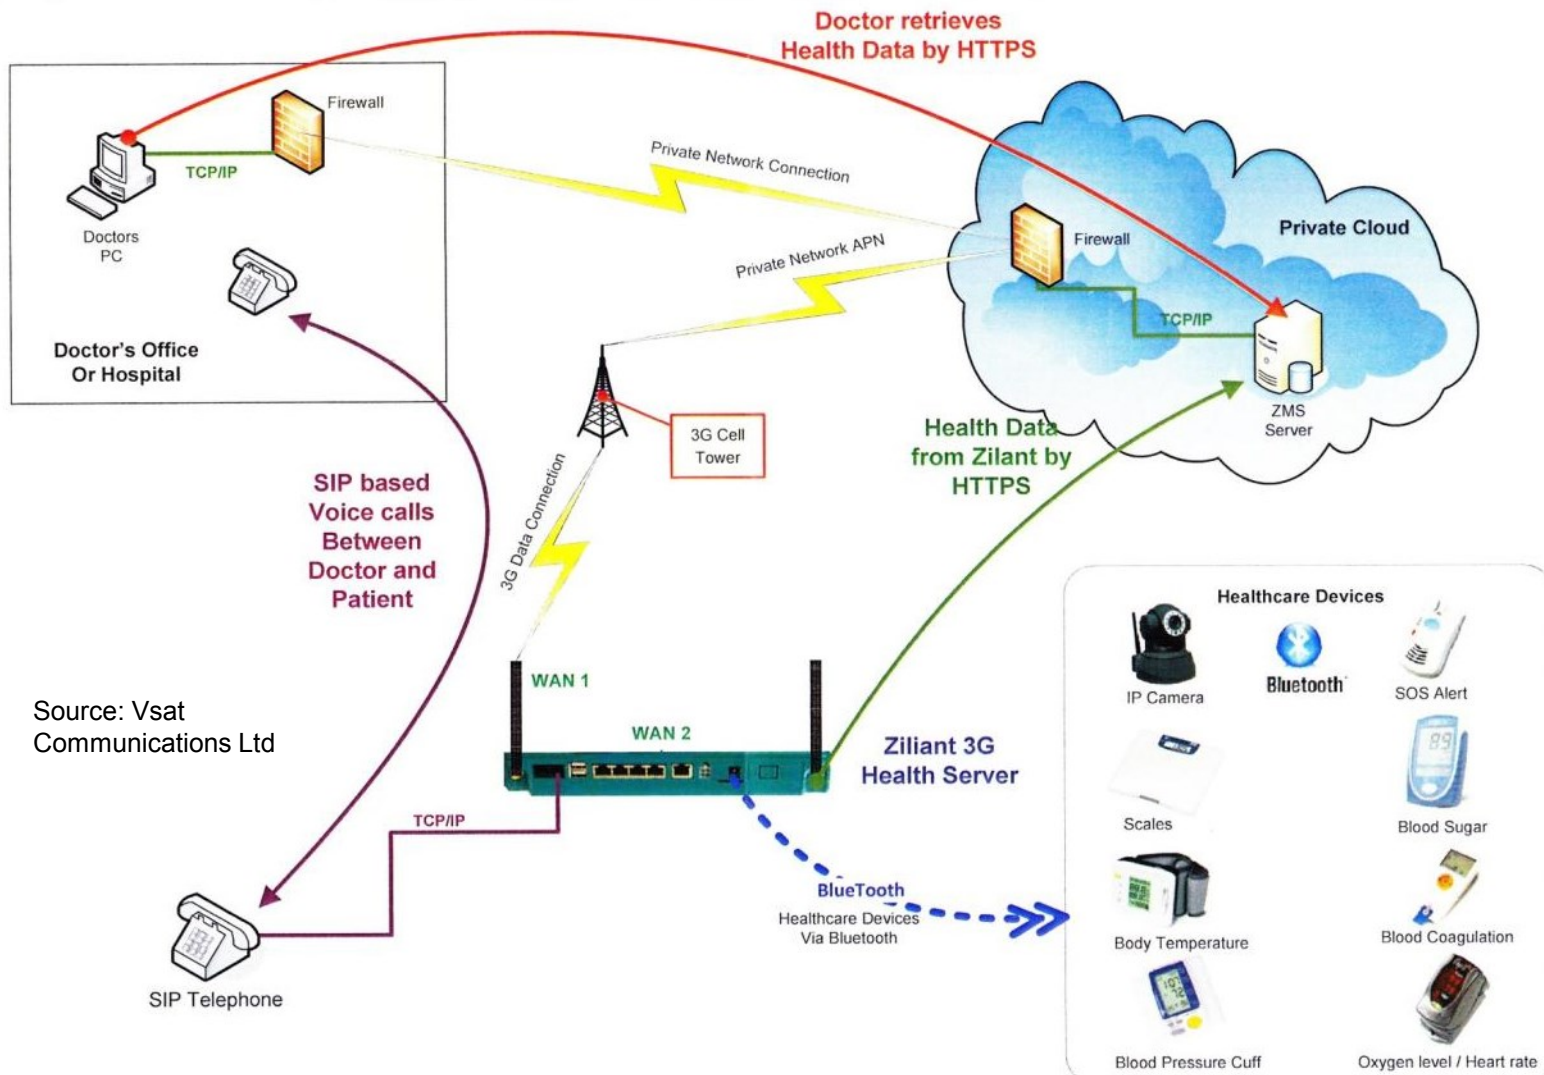 Doctor retrieves
Health Data by HTTPS
Firewall
TCP/IP
Doctors
PC
Doctor's Office
Or Hospital
Private Network Connection
Private Network APN
Firewall
Private Cloud
TCP/IP
ZMS
Server
3G Cell
Tower
3G Data Connection
Health Data
from Zilant by
HTTPS
SIP based
Voice calls
Between
Doctor and
Patient
Source: Vsat
Communications Ltd
WAN 1
WAN 2
Ziliant 3G
Health Server
TCP/IP
SIP Telephone
BlueTooth
Healthcare Devices
Via Bluetooth
Healthcare Devices
IP Camera
Bluetooth
SOS Alert
Scales
89
Blood Sugar
Body Temperature
Blood Coagulation
Blood Pressure Cuff
Oxygen level / Heart rate